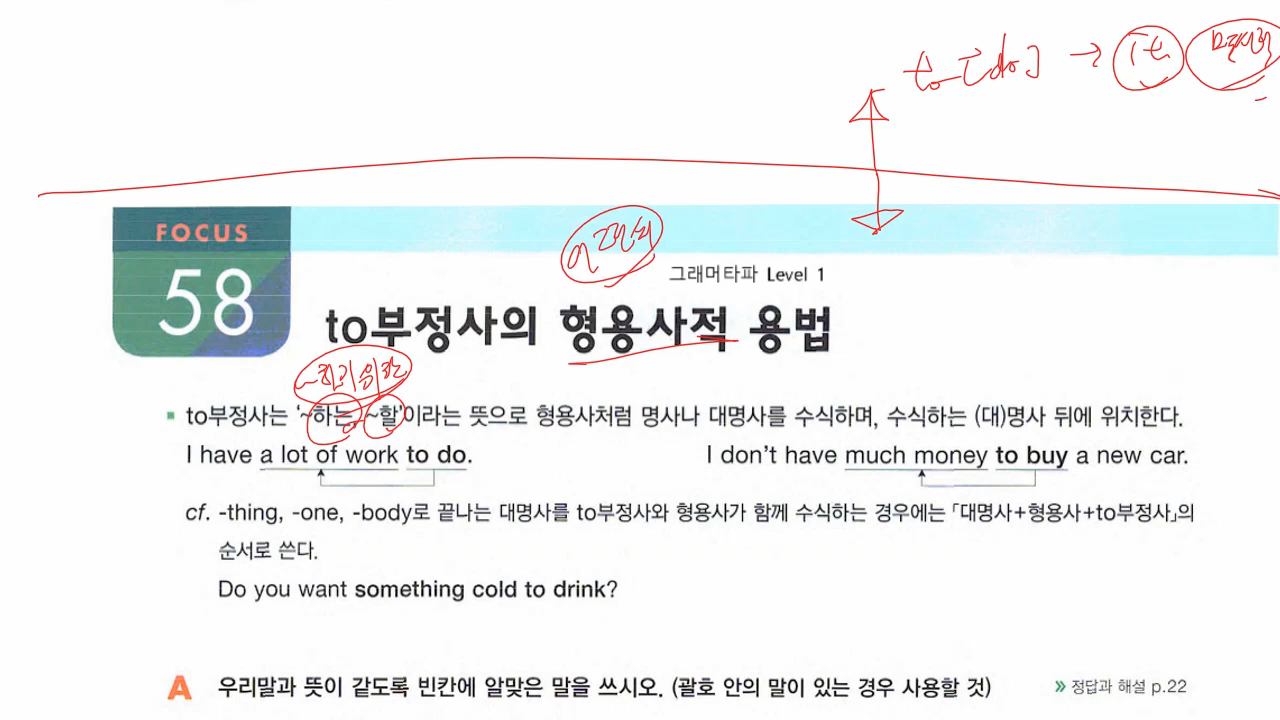 to [do] →
FOCUS
58
그래머타파 Level 1
to부정사의 형용사적 용법
~하기 위한
to부정사는 '~하는, ~할'이라는 뜻으로 형용사처럼 명사나 대명사를 수식하며, 수식하는 (대)명사 뒤에 위치한다.
I have a lot of work to do. I don't have much money to buy a new car.
cf. -thing, -one, -body로 끝나는 대명사를 to부정사와 형용사가 함께 수식하는 경우에는 「대명사+형용사+to부정사」의
순서로 쓴다.
Do you want something cold to drink?
A 우리말과 뜻이 같도록 빈칸에 알맞은 말을 쓰시오. (괄호 안의 말이 있는 경우 사용할 것) » 정답과 해설 p.22